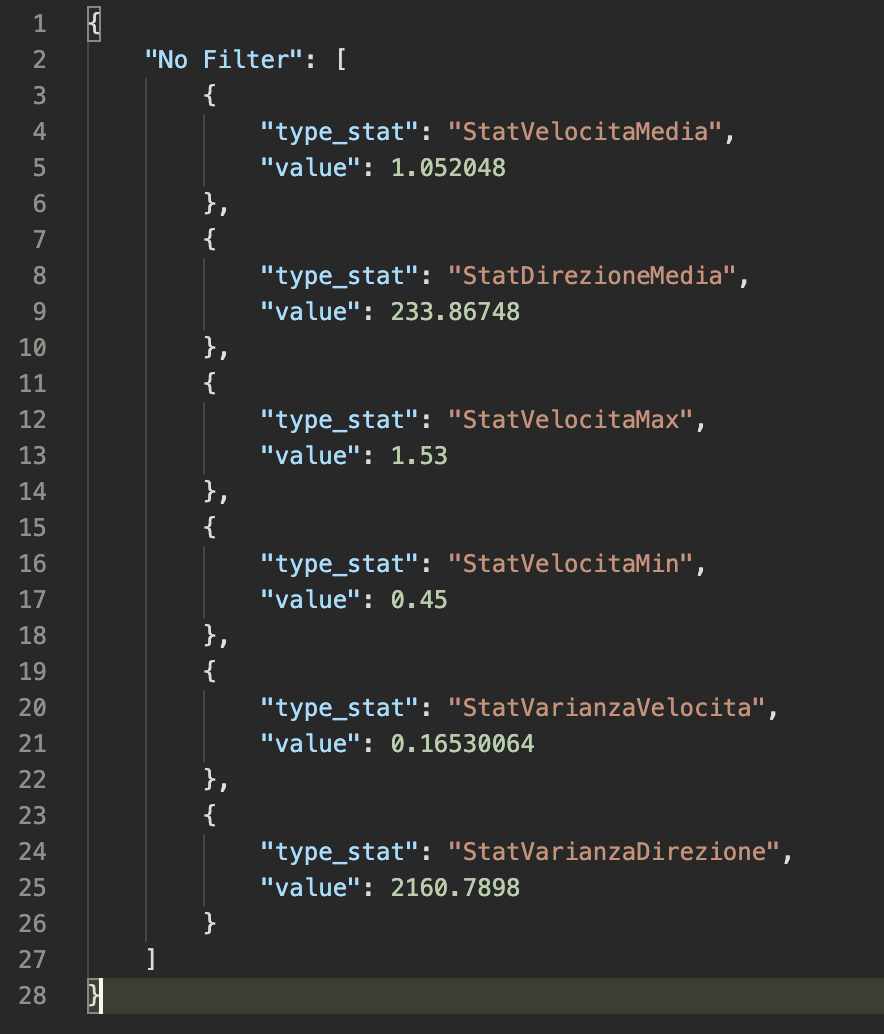 1 {
2     "No Filter": [
3         {
4             "type_stat": "StatVelocitaMedia",
5             "value": 1.052048
6         },
7         {
8             "type_stat": "StatDirezioneMedia",
9             "value": 233.86748
10         },
11         {
12             "type_stat": "StatVelocitaMax",
13             "value": 1.53
14         },
15         {
16             "type_stat": "StatVelocitaMin",
17             "value": 0.45
18         },
19         {
20             "type_stat": "StatVarianzaVelocita",
21             "value": 0.16530064
22         },
23         {
24             "type_stat": "StatVarianzaDirezione",
25             "value": 2160.7898
26         }
27     ]
28 }